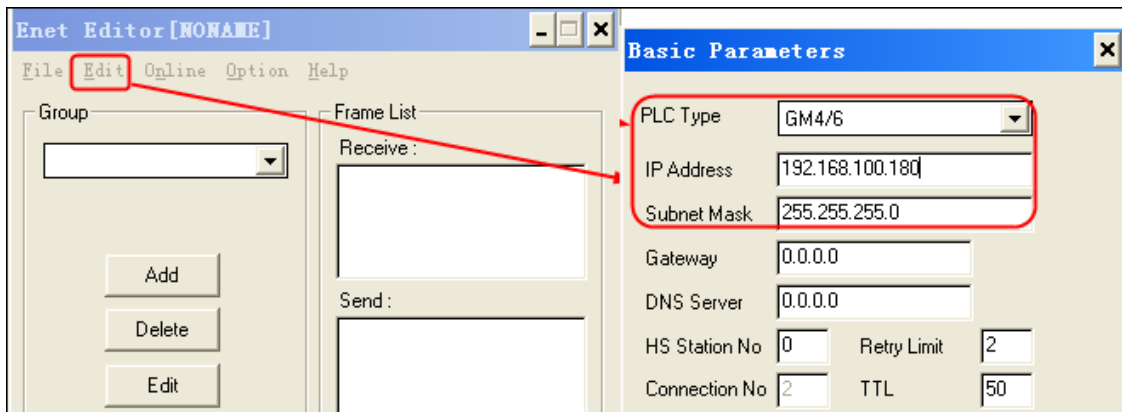 Enet Editor[NONAME]
File Edit Online Option Help
Group
Frame List
Receive :
Add
Send :
Delete
Edit
Basic Parameters
PLC Type GM4/6
IP Address 192.168.100.180
Subnet Mask 255.255.255.0
Gateway 0.0.0.0
DNS Server 0.0.0.0
HS Station No 0 Retry Limit 2
Connection No 2 TTL 50